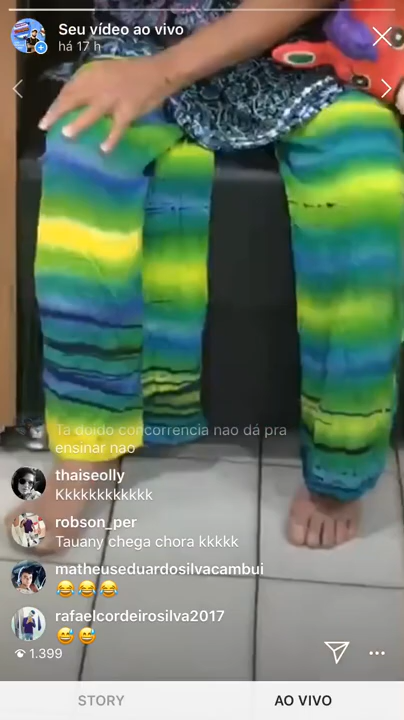 Seu vídeo ao vivo
há 17 h
Ta doido concorrencia nao dá pra
ensinar nao
thaiseolly
Kkkkkkkkkkkk
robson_per
Tauany chega chora kkkkk
matheuseduardosilvacambui
😂😂😂
rafaelcordeirosilva2017
😅😅
1.399
STORY
AO VIVO